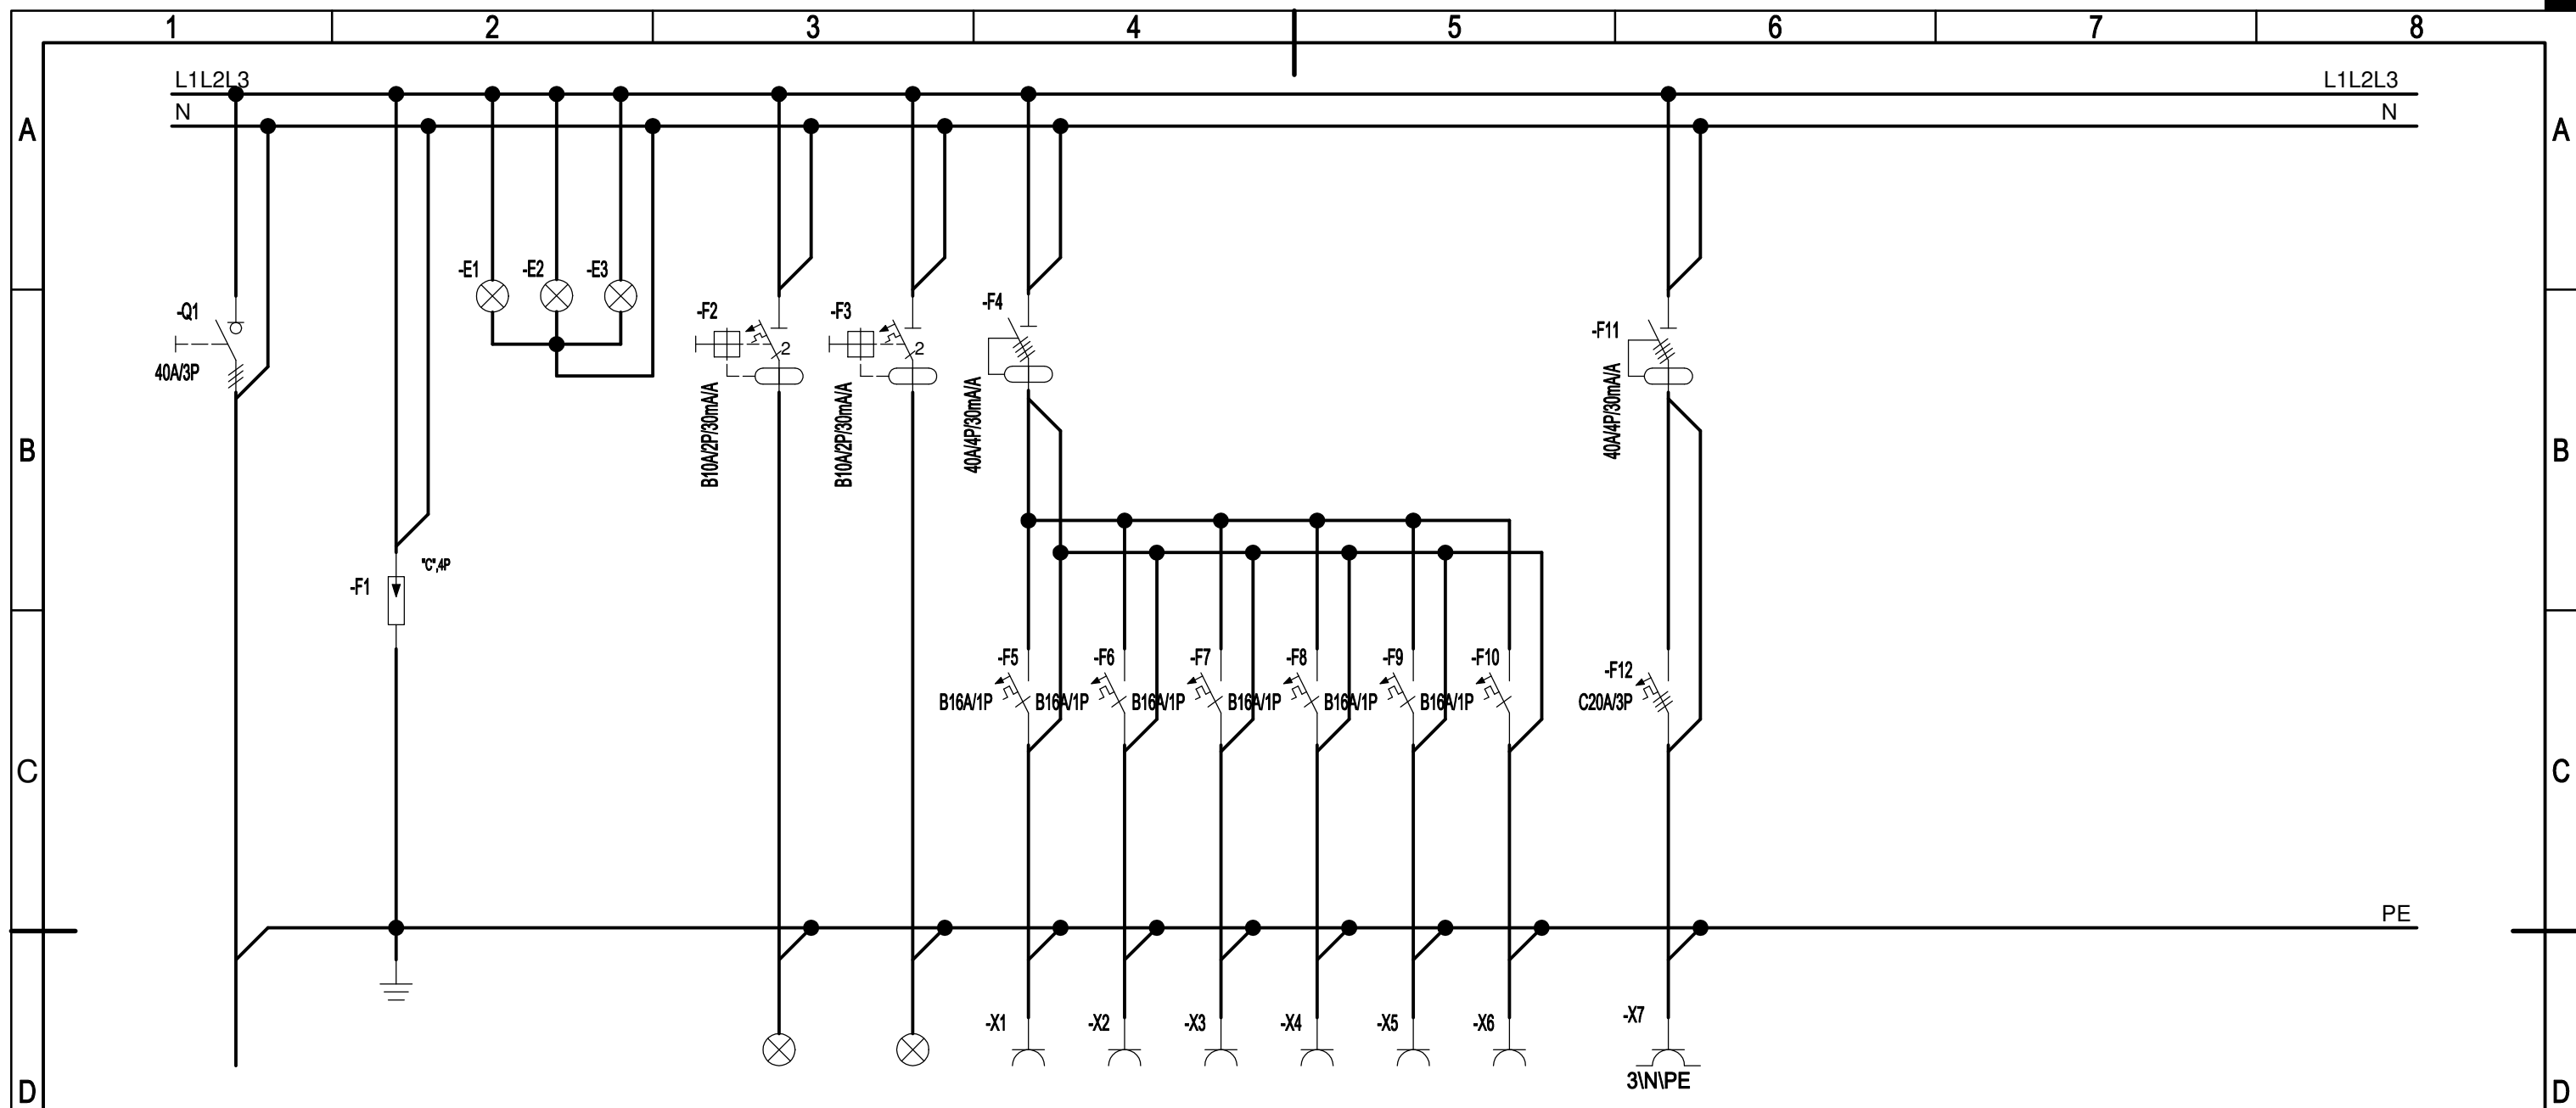 1 2 3 4 5 6 7 8
L1L2L3 L1L2L3
N N
A A
-E1 -E2 -E3
-Q1 -F2 -F3 -F4 -F11
2 2
40A/3P
B10A/2P/30mA/A B10A/2P/30mA/A 40A/4P/30mA/A 40A/4P/30mA/A
B B
"C",4P
-F1
-F5 -F6 -F7 -F8 -F9 -F10 -F12
B16A/1P B16A/1P B16A/1P B16A/1P B16A/1P B16A/1P C20A/3P
C C
PE
-X1 -X2 -X3 -X4 -X5 -X6 -X7
3\N\PE
D D